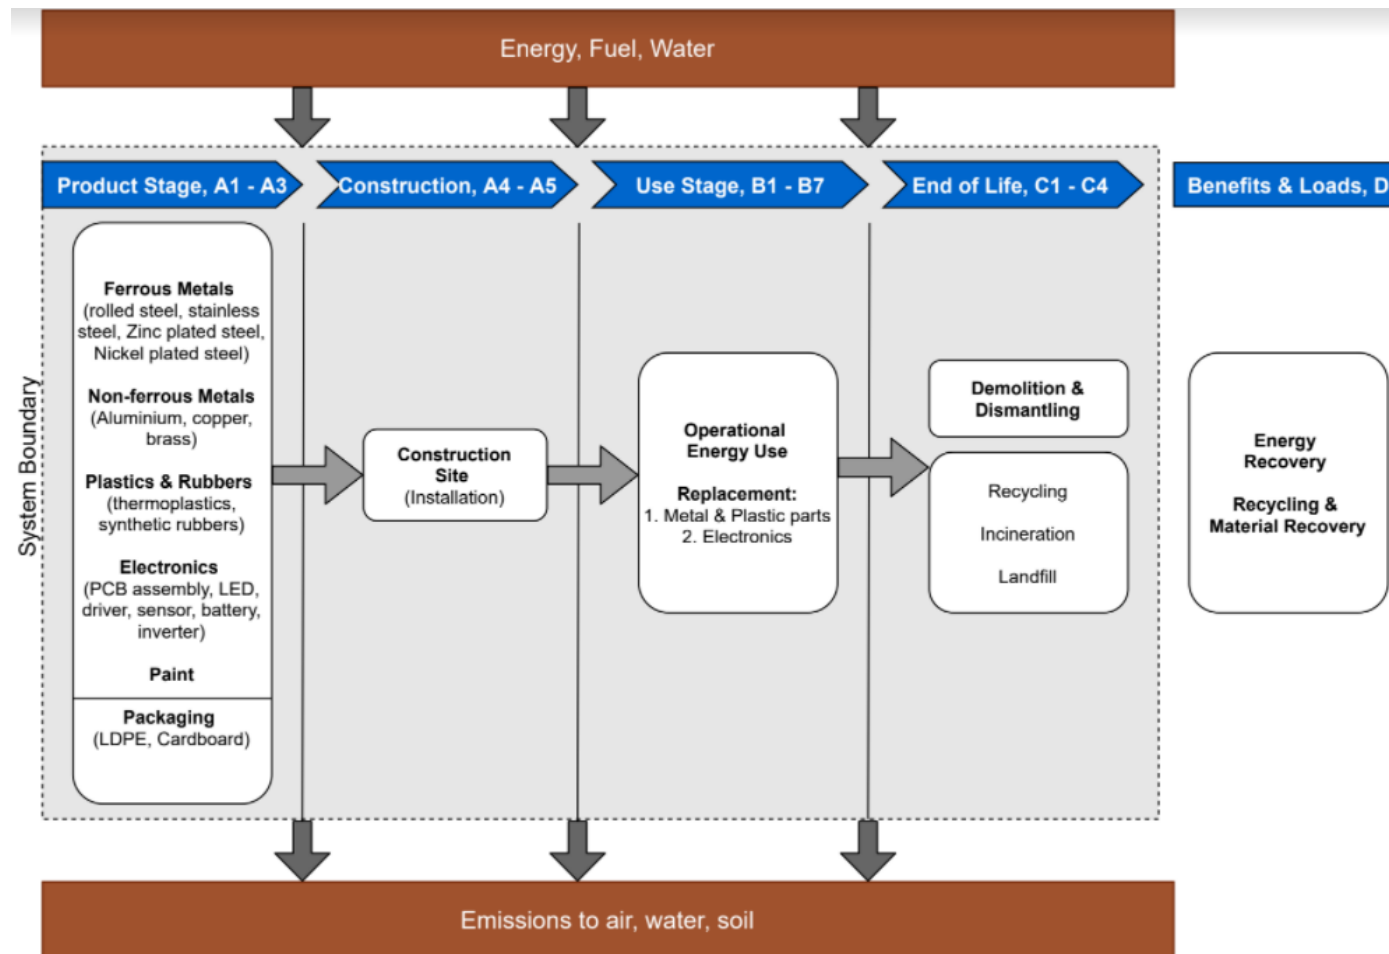 Energy, Fuel, Water
Product Stage, A1 - A3
Construction, A4 - A5
Use Stage, B1 - B7
End of Life, C1 - C4
Benefits & Loads, D
System Boundary
Ferrous Metals
(rolled steel, stainless
steel, Zinc plated steel,
Nickel plated steel)
Non-ferrous Metals
(Aluminium, copper,
brass)
Plastics & Rubbers
(thermoplastics,
synthetic rubbers)
Electronics
(PCB assembly, LED,
driver, sensor, battery,
inverter)
Paint
Packaging
(LDPE, Cardboard)
Construction
Site
(Installation)
Operational
Energy Use
Replacement:
1. Metal & Plastic parts
2. Electronics
Demolition &
Dismantling
Recycling
Incineration
Landfill
Energy
Recovery
Recycling &
Material Recovery
Emissions to air, water, soil